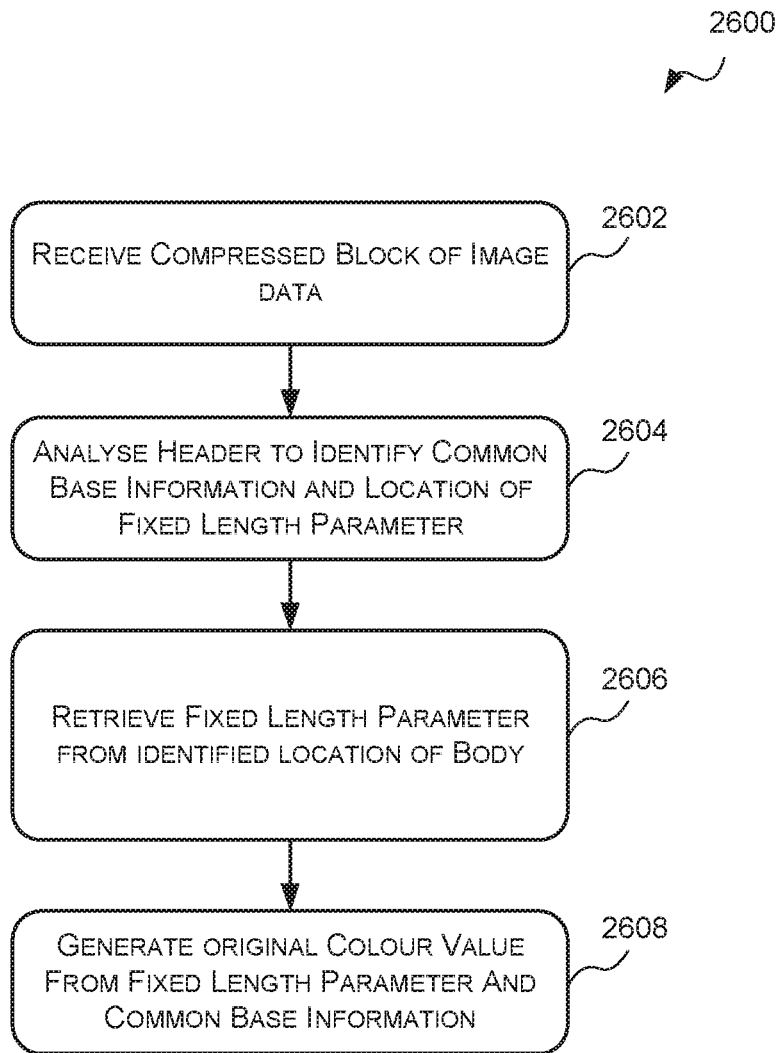 2600
2602
RECEIVE COMPRESSED BLOCK OF IMAGE
DATA
2604
ANALYSE HEADER TO IDENTIFY COMMON
BASE INFORMATION AND LOCATION OF
FIXED LENGTH PARAMETER
2606
RETRIEVE FIXED LENGTH PARAMETER
FROM IDENTIFIED LOCATION OF BODY
2608
GENERATE ORIGINAL COLOUR VALUE
FROM FIXED LENGTH PARAMETER AND
COMMON BASE INFORMATION